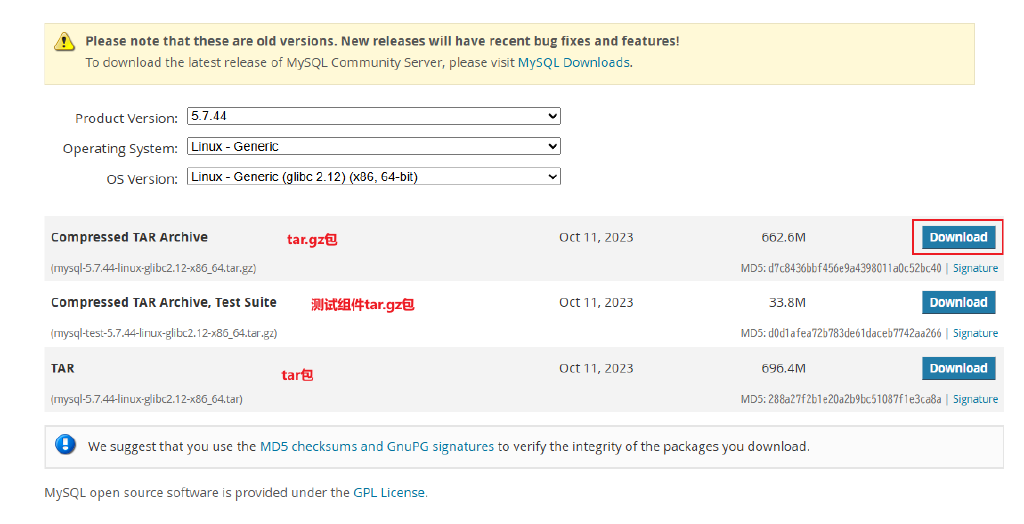 Please note that these are old versions. New releases will have recent bug fixes and features!
To download the latest release of MySQL Community Server, please visit MySQL Downloads.
Product Version: 5.7.44
Operating System: Linux - Generic
OS Version: Linux - Generic (glibc 2.12) (x86, 64-bit)
Compressed TAR Archive tar.gz包 Oct 11, 2023 662.6M Download
(mysql-5.7.44-linux-glibc2.12-x86_64.tar.gz) MD5: d7c8436bbf456e9a4398011a0c52bc40 | Signature
Compressed TAR Archive, Test Suite 测试组件tar.gz包 Oct 11, 2023 33.8M Download
(mysql-test-5.7.44-linux-glibc2.12-x86_64.tar.gz) MD5: d0d1afea72b783de61daceb7742aa266 | Signature
TAR tar包 Oct 11, 2023 696.4M Download
(mysql-5.7.44-linux-glibc2.12-x86_64.tar) MD5: 288a27f2b1e20a2b9bc51087f1e3ca8a | Signature
We suggest that you use the MD5 checksums and GnuPG signatures to verify the integrity of the packages you download.
MySQL open source software is provided under the GPL License.